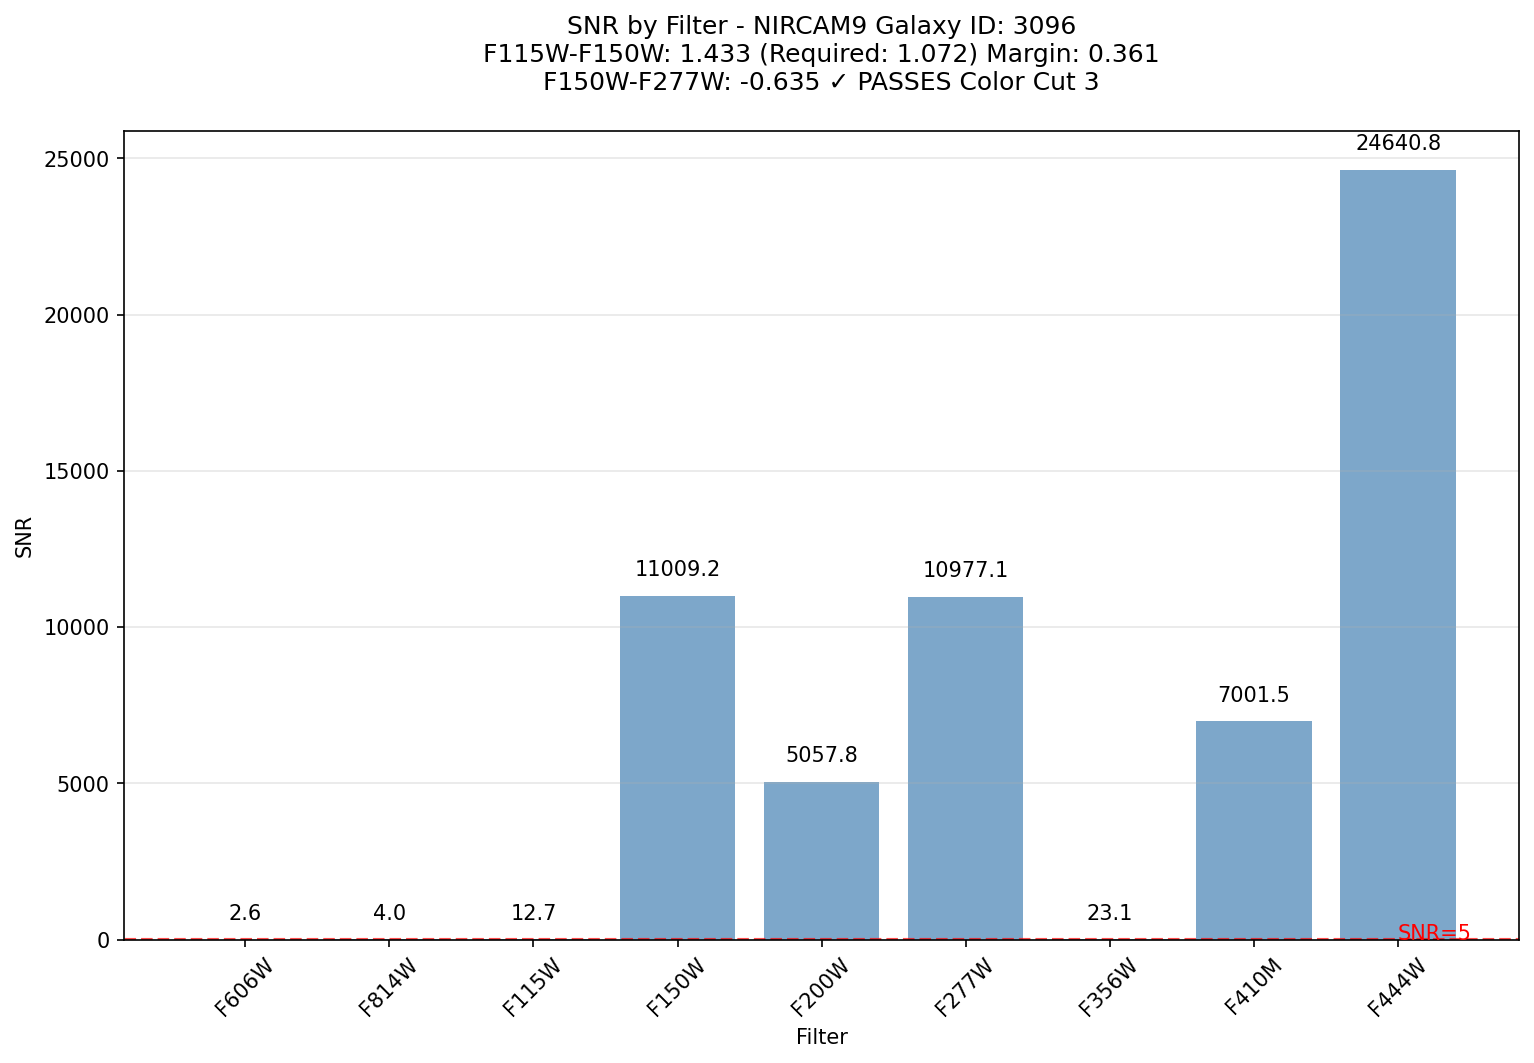 SNR by Filter - NIRCAM9 Galaxy ID: 3096
F115W-F150W: 1.433 (Required: 1.072) Margin: 0.361
F150W-F277W: -0.635 ✓ PASSES Color Cut 3
SNR
25000
20000
15000
10000
5000
0
2.6
4.0
12.7
11009.2
5057.8
10977.1
23.1
7001.5
24640.8
SNR=5
F606W
F814W
F115W
F150W
F200W
F277W
F356W
F410M
F444W
Filter